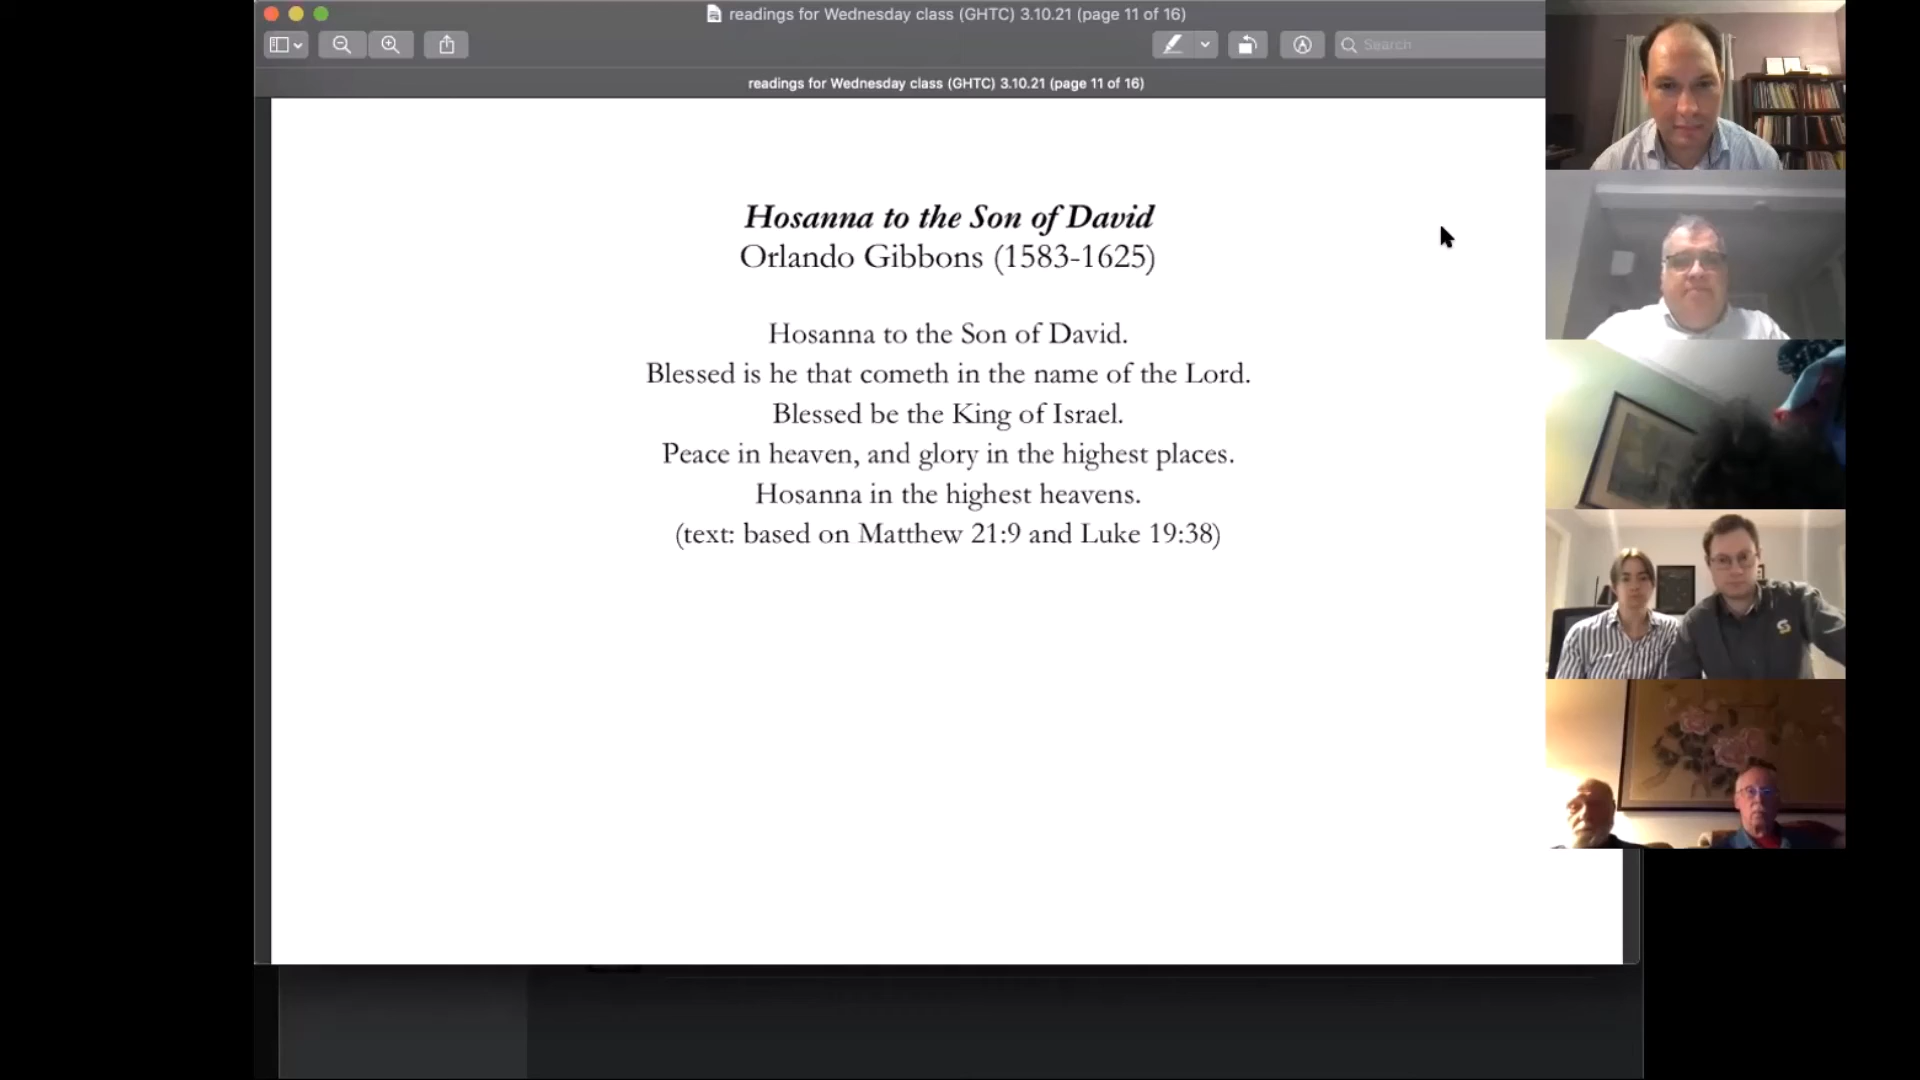 readings for Wednesday class (GHTC) 3.10.21 (page 11 of 16)
Search
readings for Wednesday class (GHTC) 3.10.21 (page 11 of 16)
Hosanna to the Son of David
Orlando Gibbons (1583-1625)
Hosanna to the Son of David.
Blessed is he that cometh in the name of the Lord.
Blessed be the King of Israel.
Peace in heaven, and glory in the highest places.
Hosanna in the highest heavens.
(text: based on Matthew 21:9 and Luke 19:38)